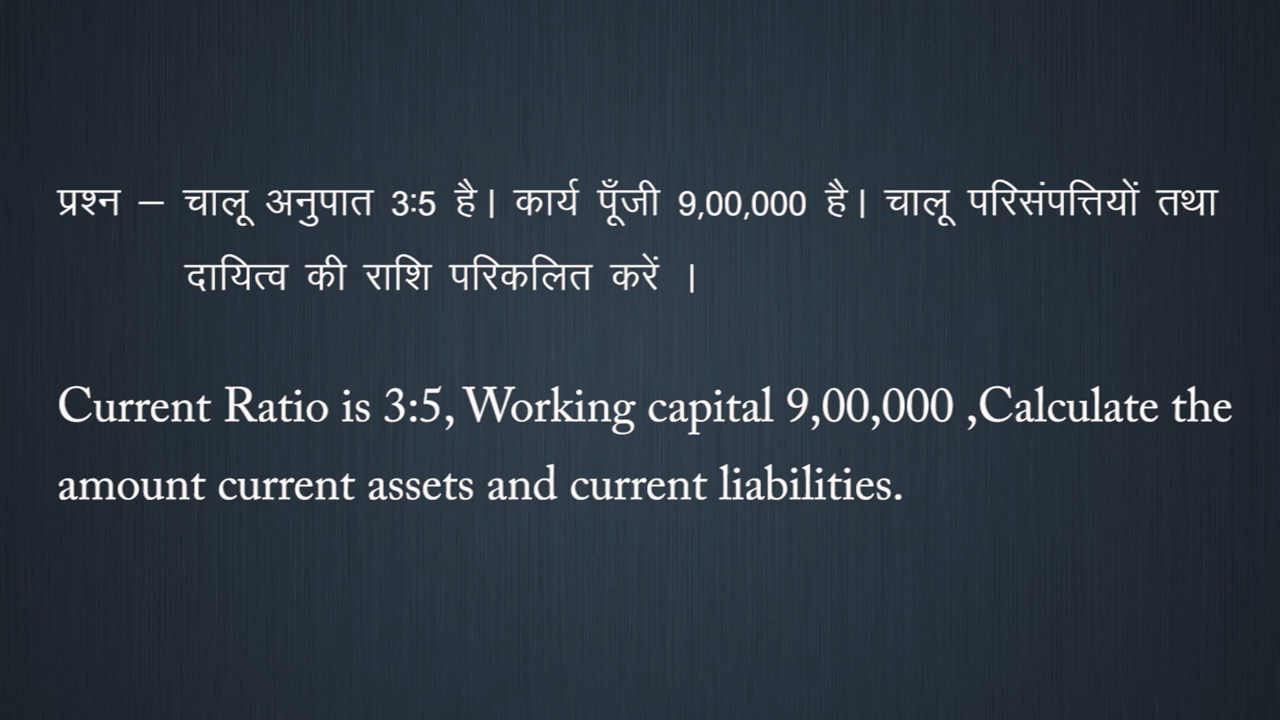 प्रश्न – चालू अनुपात 3:5 है। कार्य पूँजी 9,00,000 है। चालू परिसंपत्तियों तथा
दायित्व की राशि परिकलित करें ।
Current Ratio is 3:5, Working capital 9,00,000 ,Calculate the
amount current assets and current liabilities.